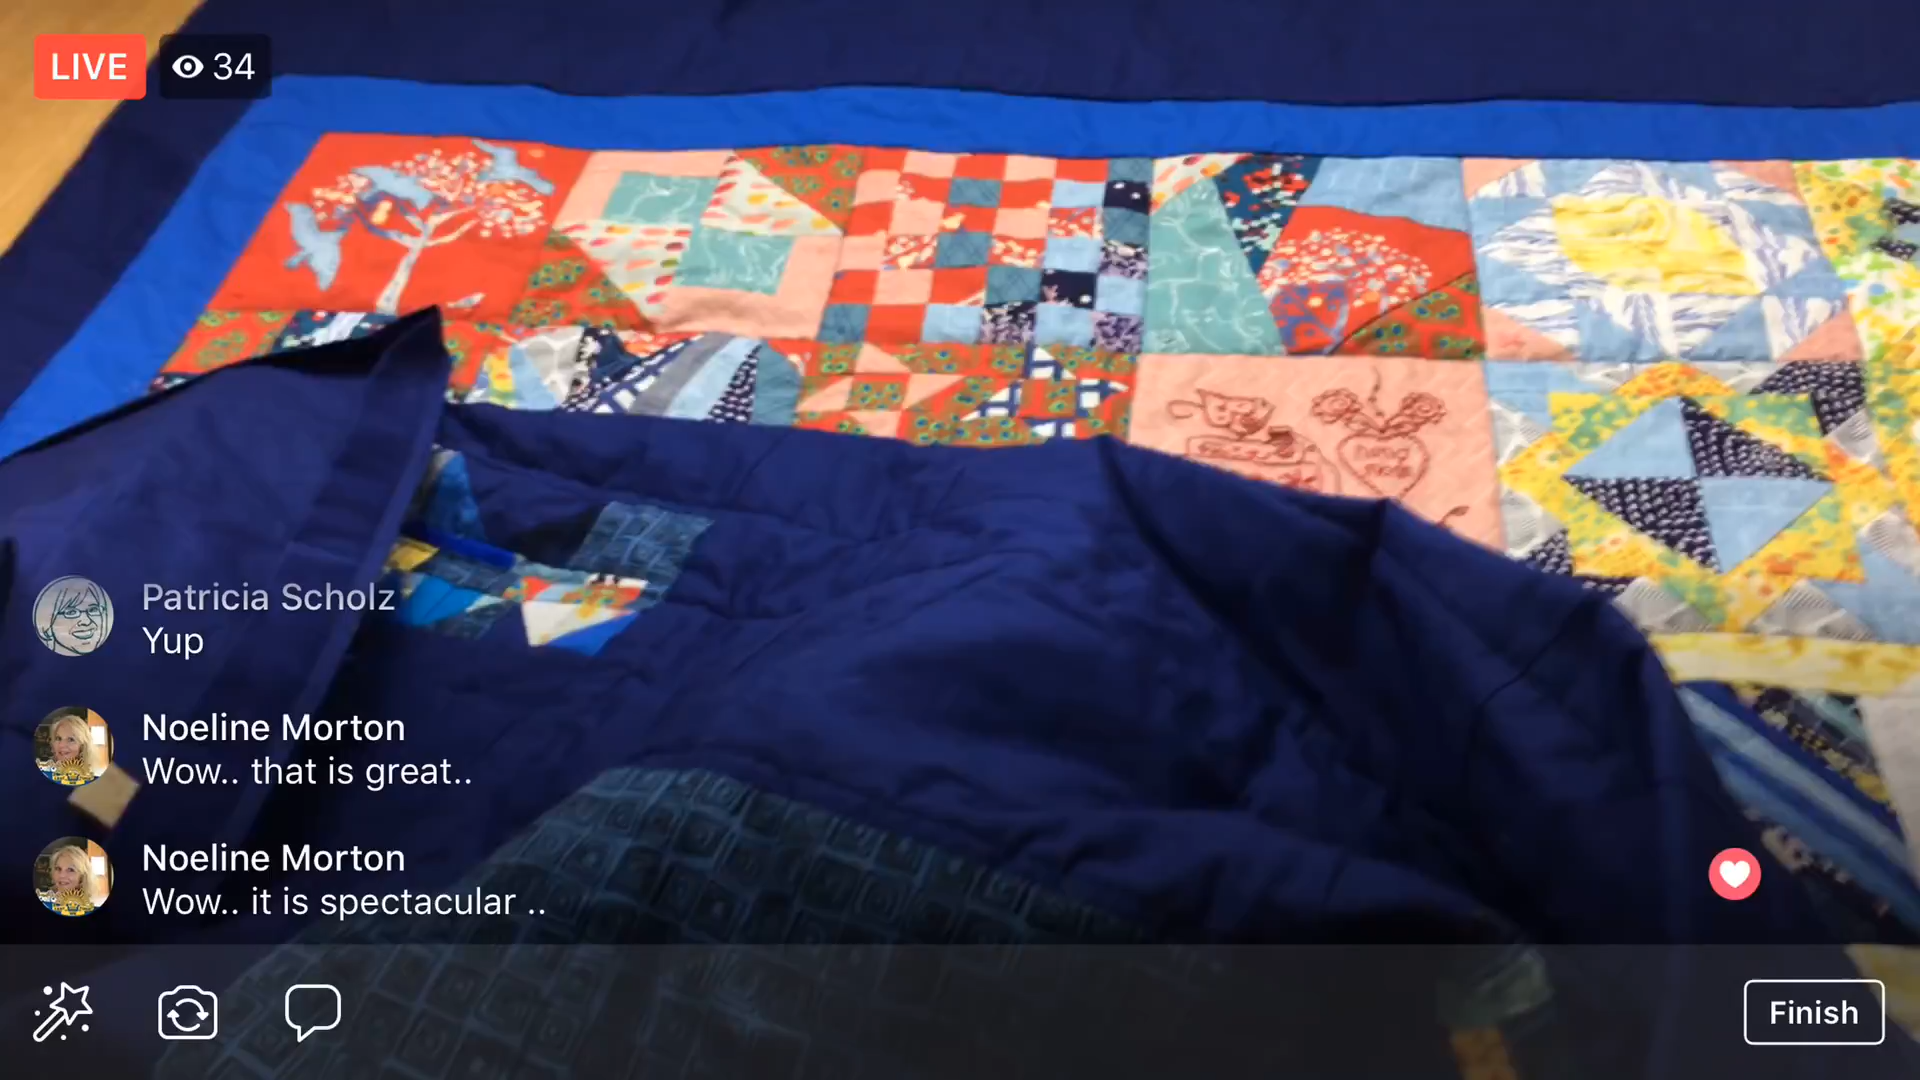 LIVE
34
Patricia Scholz
Yup
Noeline Morton
Wow.. that is great..
Noeline Morton
Wow.. it is spectacular ..
Finish